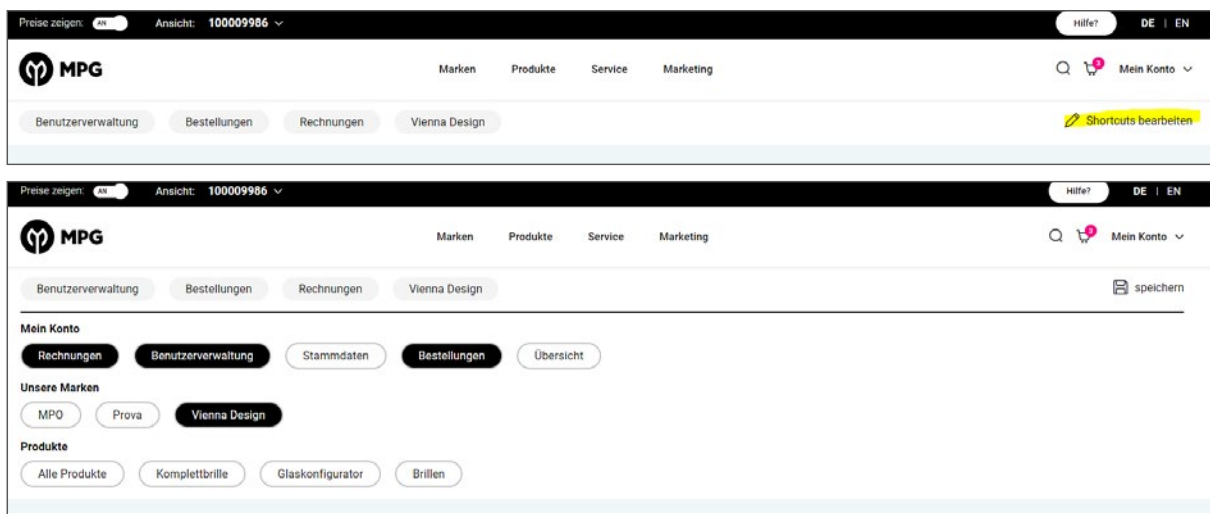 Preise zeigen: AN Ansicht: 100009986 Hilfe? DE | EN
MPG Marken Produkte Service Marketing 3 Mein Konto
Benutzerverwaltung Bestellungen Rechnungen Vienna Design Shortcuts bearbeiten
Preise zeigen: AN Ansicht: 100009986 Hilfe? DE | EN
MPG Marken Produkte Service Marketing 3 Mein Konto
Benutzerverwaltung Bestellungen Rechnungen Vienna Design speichern
Mein Konto
Rechnungen Benutzerverwaltung Stammdaten Bestellungen Übersicht
Unsere Marken
MPO Prova Vienna Design
Produkte
Alle Produkte Komplettbrille Glaskonfigurator Brillen